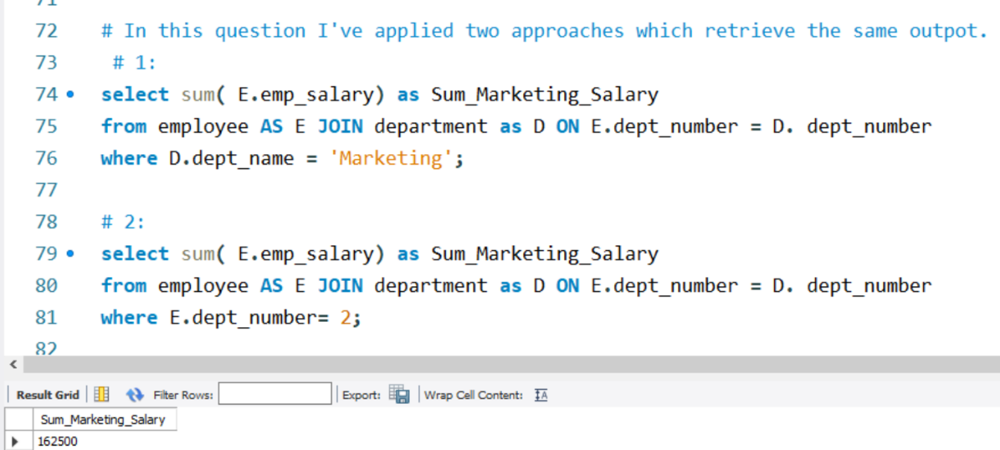 71
72 # In this question I've applied two approaches which retrieve the same outpot.
73 # 1:
74 select sum( E.emp_salary) as Sum_Marketing_Salary
75 from employee AS E JOIN department as D ON E.dept_number = D. dept_number
76 where D.dept_name = 'Marketing';
77
78 # 2:
79 select sum( E.emp_salary) as Sum_Marketing_Salary
80 from employee AS E JOIN department as D ON E.dept_number = D. dept_number
81 where E.dept_number= 2;
82
Result Grid Filter Rows: Export: Wrap Cell Content: IA
Sum_Marketing_Salary
162500